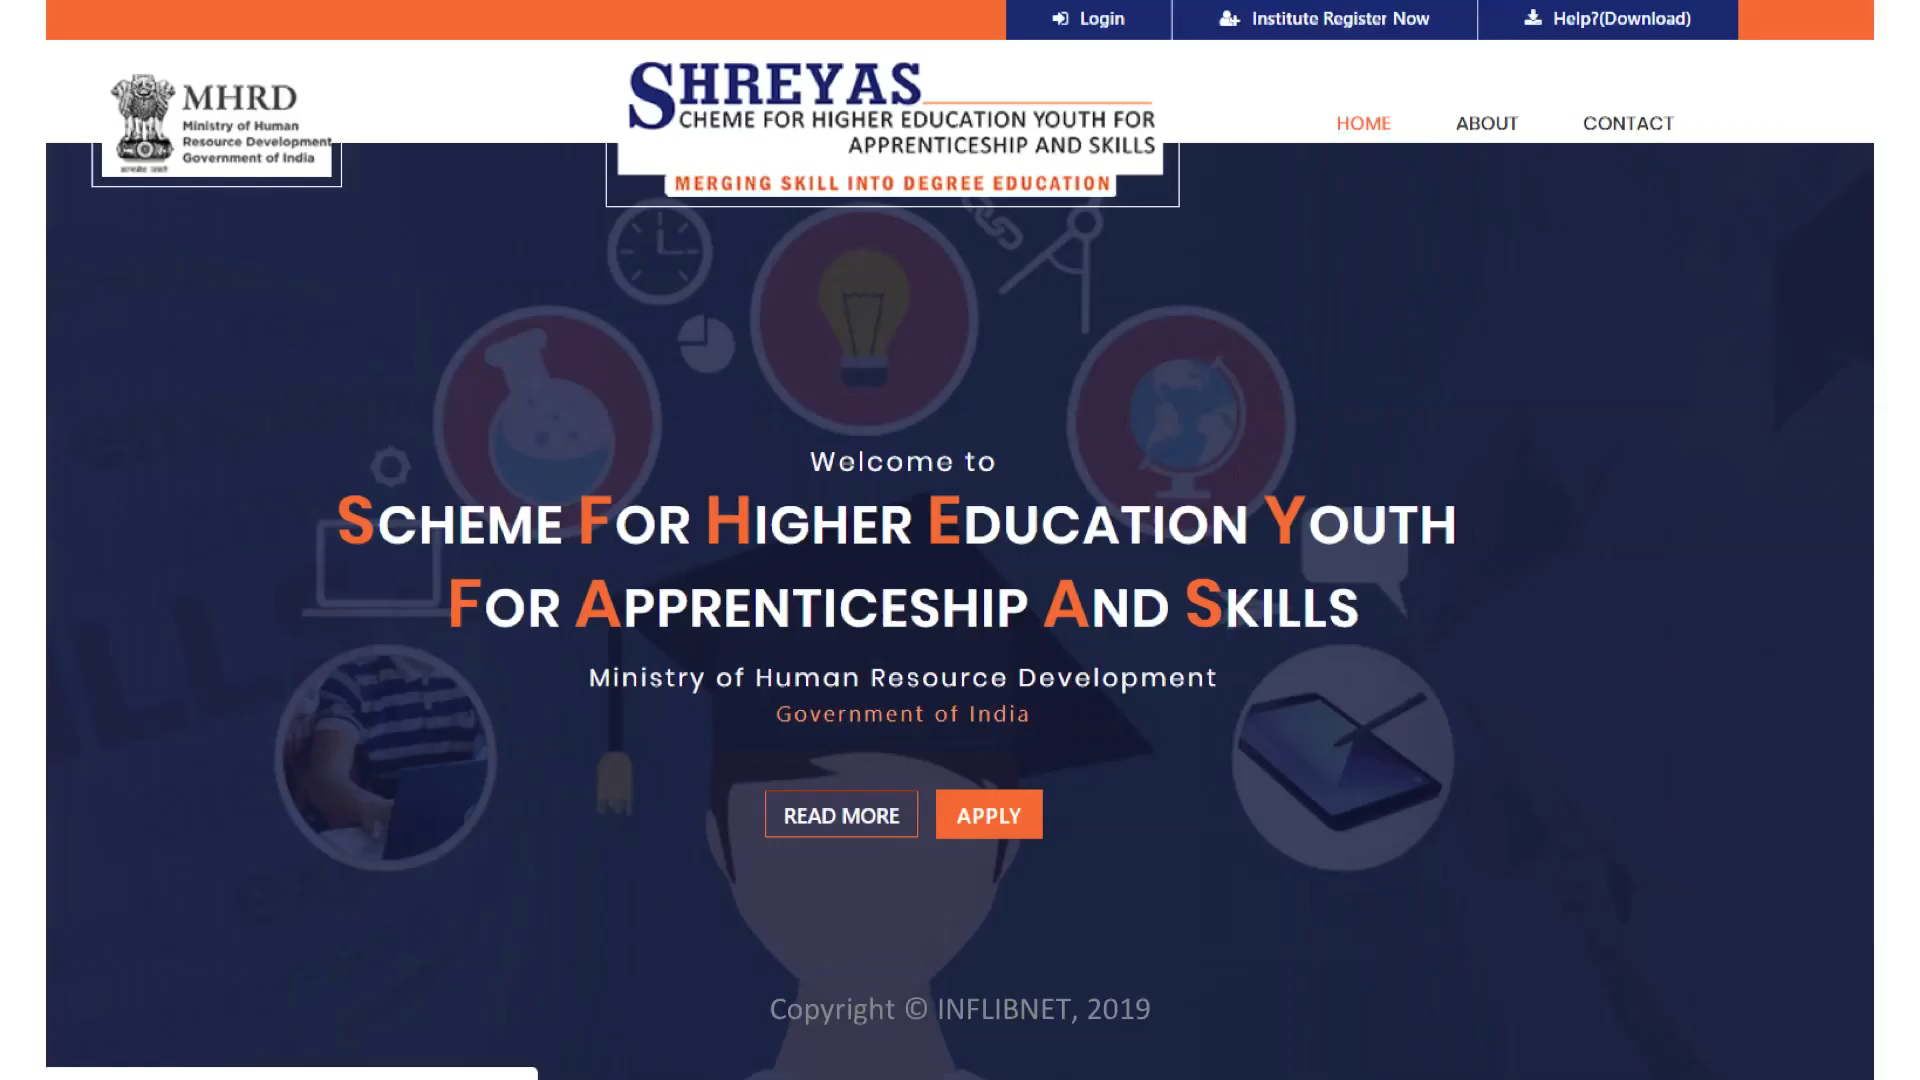 Login
Institute Register Now
Help?(Download)
MHRD
Ministry of Human
Resource Development
Government of India
SHREYAS
SCHEME FOR HIGHER EDUCATION YOUTH FOR
APPRENTICESHIP AND SKILLS
MERGING SKILL INTO DEGREE EDUCATION
HOME
ABOUT
CONTACT
Welcome to
SCHEME FOR HIGHER EDUCATION YOUTH
FOR APPRENTICESHIP AND SKILLS
Ministry of Human Resource Development
Government of India
READ MORE
APPLY
Copyright © INFLIBNET, 2019